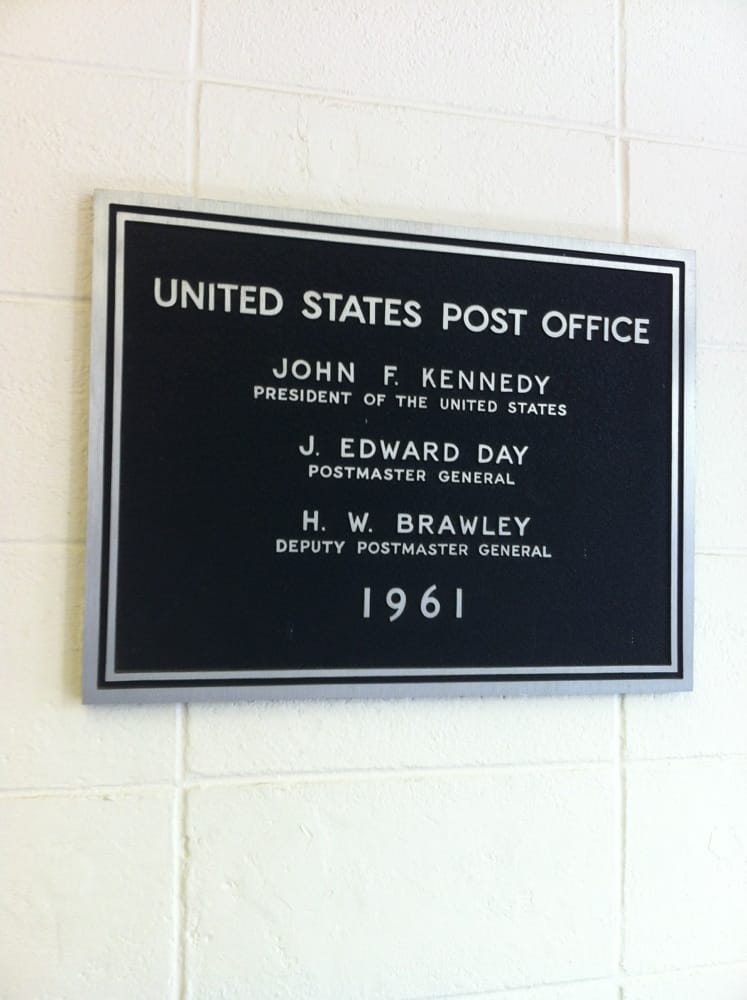 UNITED STATES POST OFFICE
JOHN F. KENNEDY
PRESIDENT OF THE UNITED STATES
J. EDWARD DAY
POSTMASTER GENERAL
H. W. BRAWLEY
DEPUTY POSTMASTER GENERAL
1961